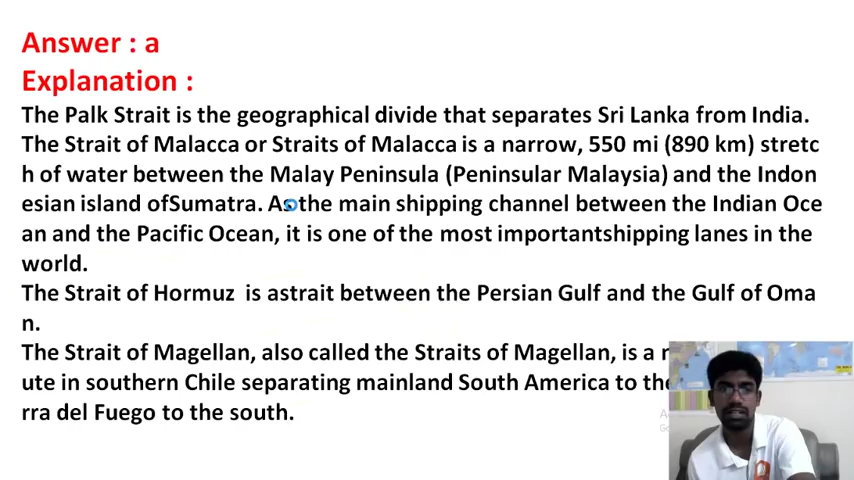 Answer : a
Explanation :
The Palk Strait is the geographical divide that separates Sri Lanka from India.
The Strait of Malacca or Straits of Malacca is a narrow, 550 mi (890 km) stretc
h of water between the Malay Peninsula (Peninsular Malaysia) and the Indon
esian island ofSumatra. As the main shipping channel between the Indian Oce
an and the Pacific Ocean, it is one of the most importantshipping lanes in the
world.
The Strait of Hormuz is astrait between the Persian Gulf and the Gulf of Oma
n.
The Strait of Magellan, also called the Straits of Magellan, is a
ute in southern Chile separating mainland South America to the
rra del Fuego to the south.